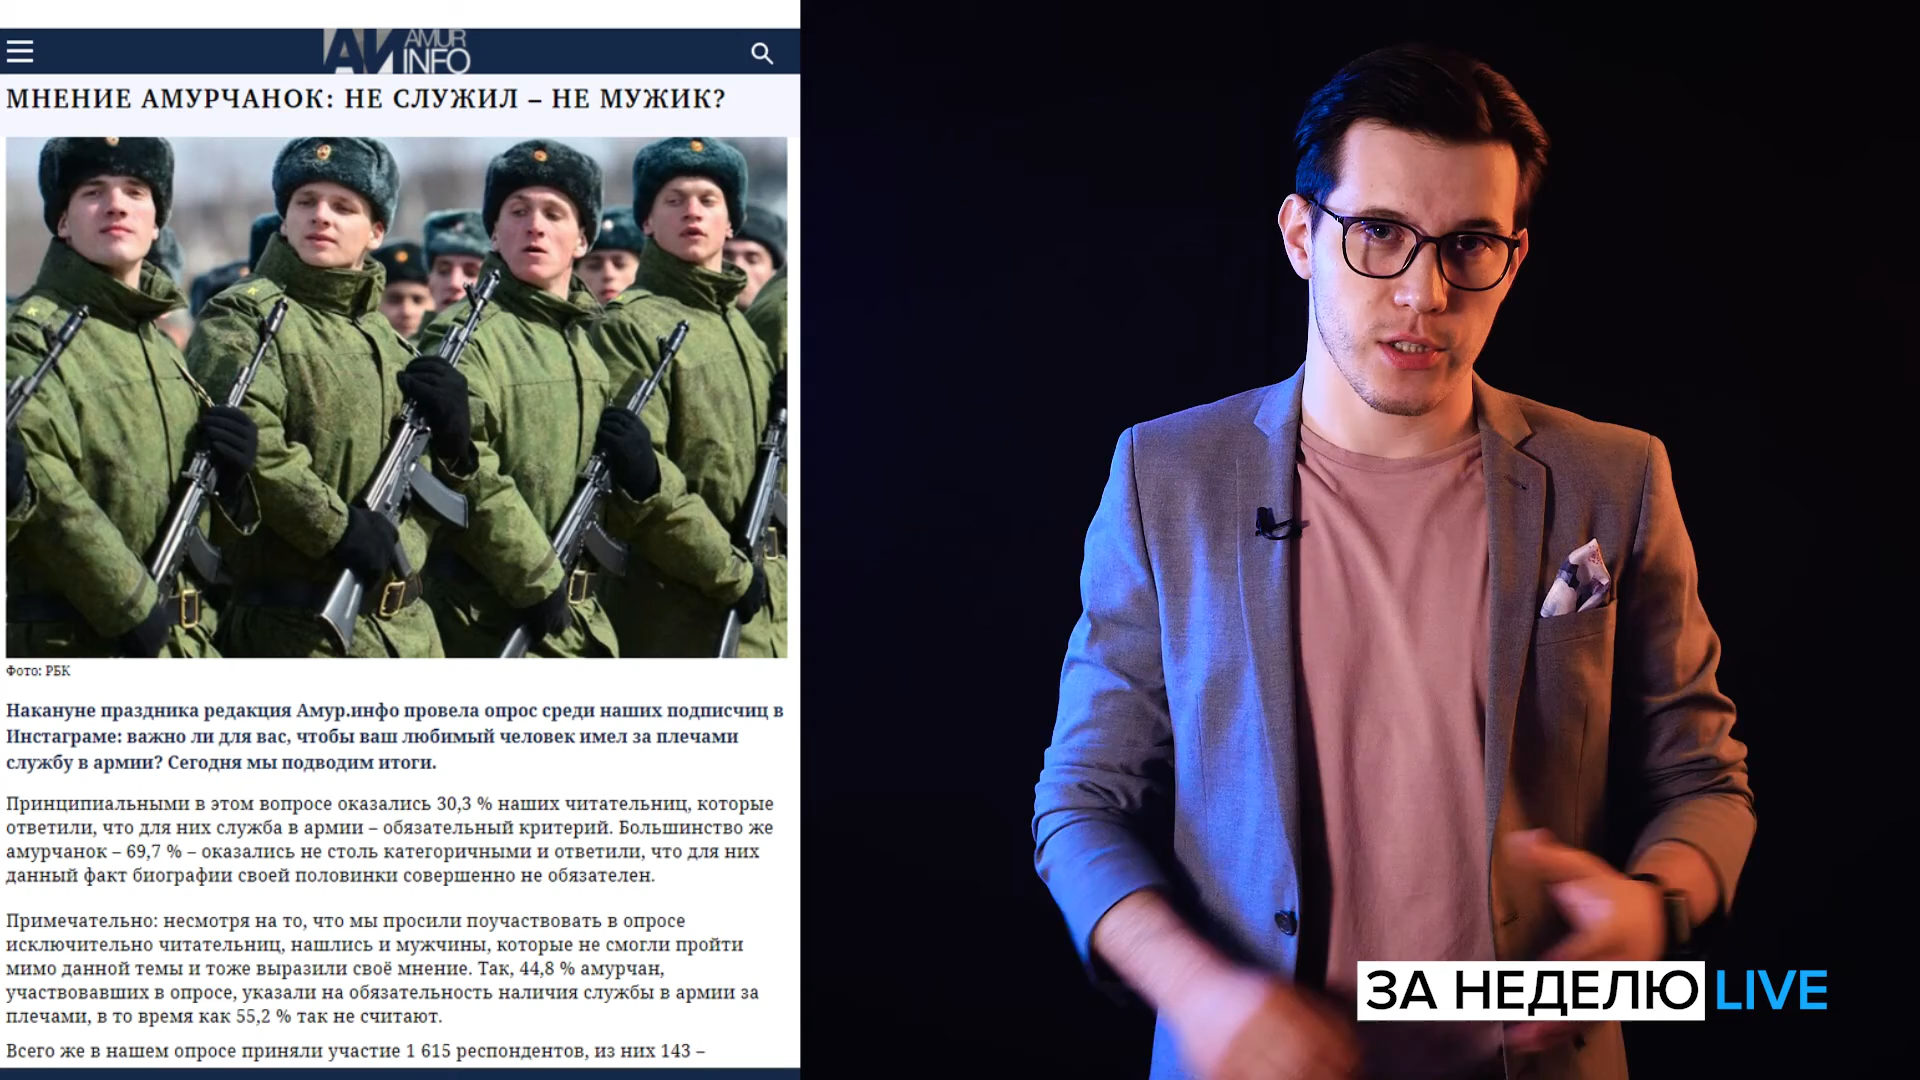 AMUR
INFO
МНЕНИЕ АМУРЧАНОК: НЕ СЛУЖИЛ – НЕ МУЖИК?
Фото: РБК
Накануне праздника редакция Амур.инфо провела опрос среди наших подписчиц в
Инстаграме: важно ли для вас, чтобы ваш любимый человек имел за плечами
службу в армии? Сегодня мы подводим итоги.
Принципиальными в этом вопросе оказались 30,3 % наших читательниц, которые
ответили, что для них служба в армии – обязательный критерий. Большинство же
амурчанок – 69,7 % – оказались не столь категоричными и ответили, что для них
данный факт биографии своей половинки совершенно не обязателен.
Примечательно: несмотря на то, что мы просили поучаствовать в опросе
исключительно читательниц, нашлись и мужчины, которые не смогли пройти
мимо данной темы и тоже выразили своё мнение. Так, 44,8 % амурчан,
участвовавших в опросе, указали на обязательность наличия службы в армии за
плечами, в то время как 55,2 % так не считают.
Всего же в нашем опросе приняли участие 1 615 респондентов, из них 143 –
ЗА НЕДЕЛЮ LIVE